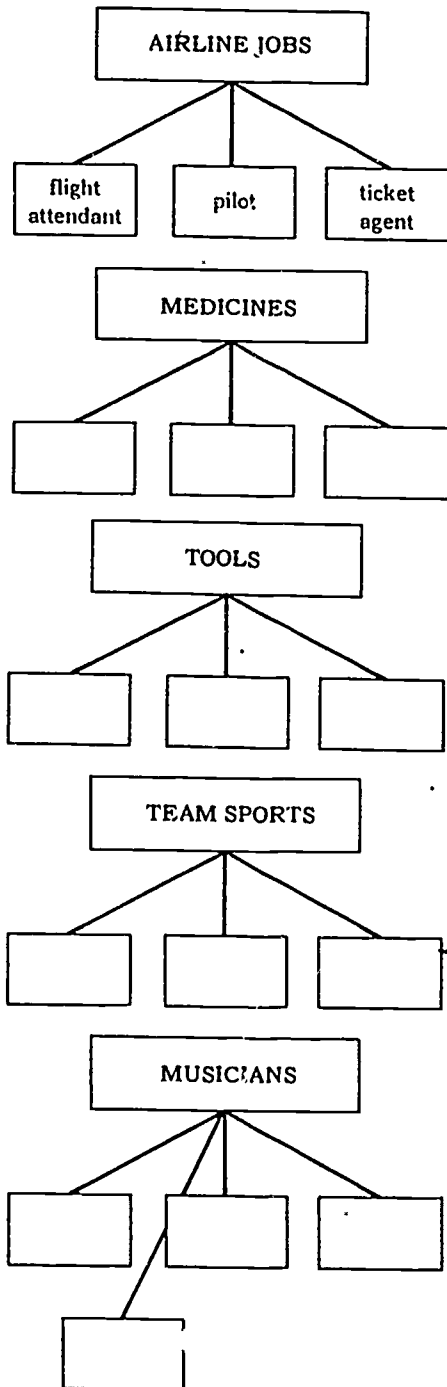 AIRLINE JOBS
flight
attendant
pilot
ticket
agent
MEDICINES
TOOLS
TEAM SPORTS
MUSICIANS